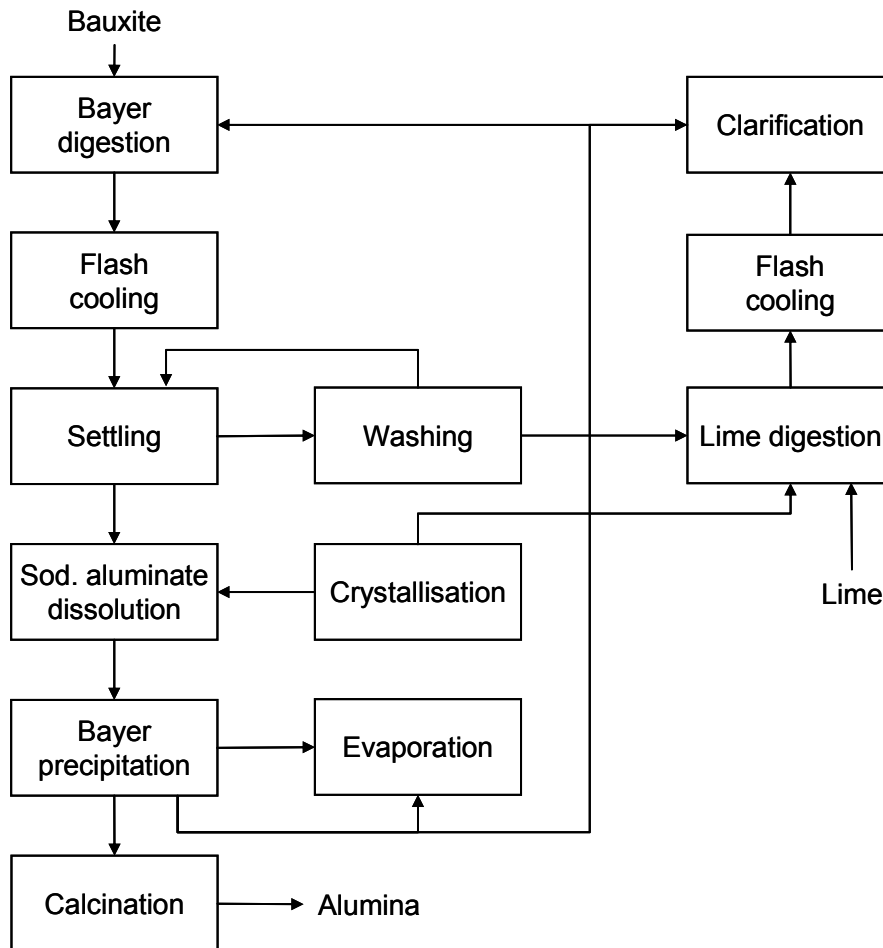 Bauxite
Bayer
digestion
Clarification
Flash
cooling
Flash
cooling
Settling
Washing
Lime digestion
Sod. aluminate
dissolution
Crystallisation
Lime
Bayer
precipitation
Evaporation
Calcination
Alumina